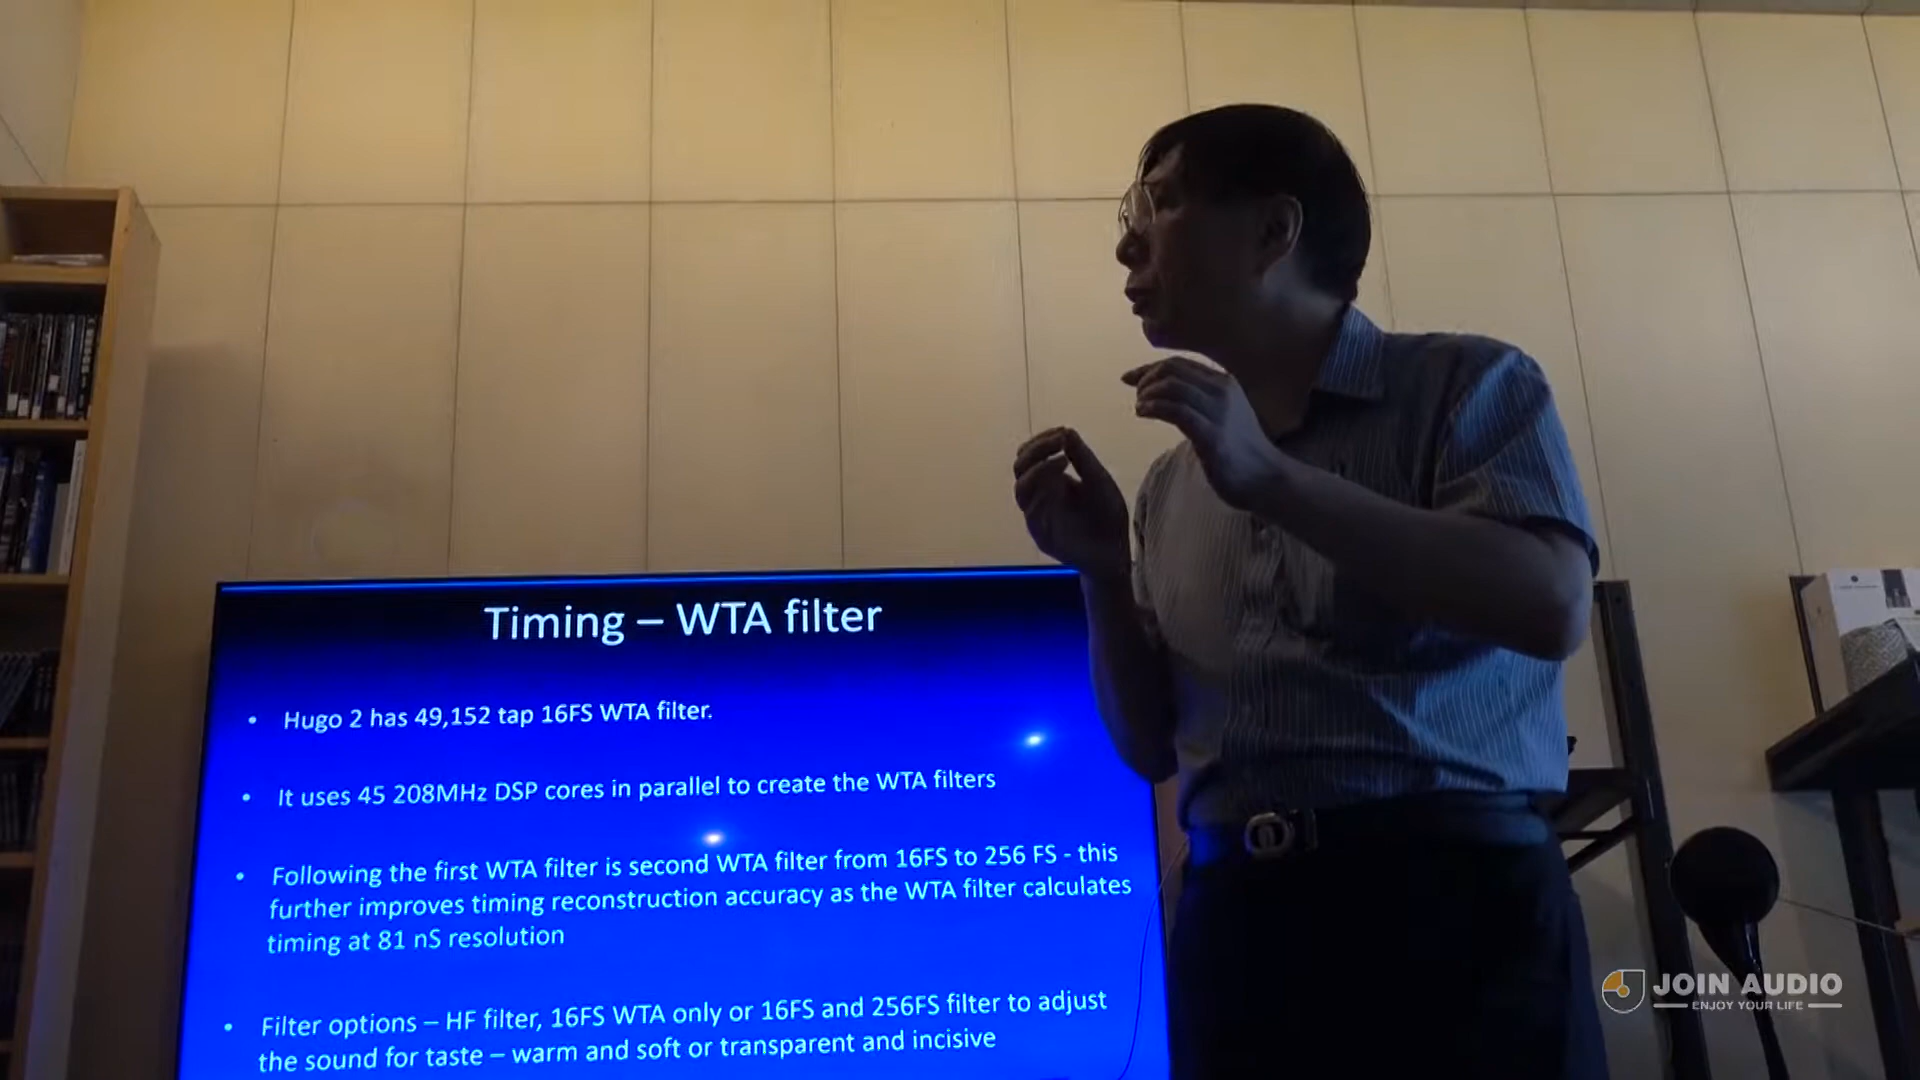 Timing – WTA filter
• Hugo 2 has 49,152 tap 16FS WTA filter.
• It uses 45 208MHz DSP cores in parallel to create the WTA filters
• Following the first WTA filter is second WTA filter from 16FS to 256 FS - this
further improves timing reconstruction accuracy as the WTA filter calculates
timing at 81 nS resolution
• Filter options – HF filter, 16FS WTA only or 16FS and 256FS filter to adjust
the sound for taste – warm and soft or transparent and incisive
JOIN AUDIO
ENJOY YOUR LIFE